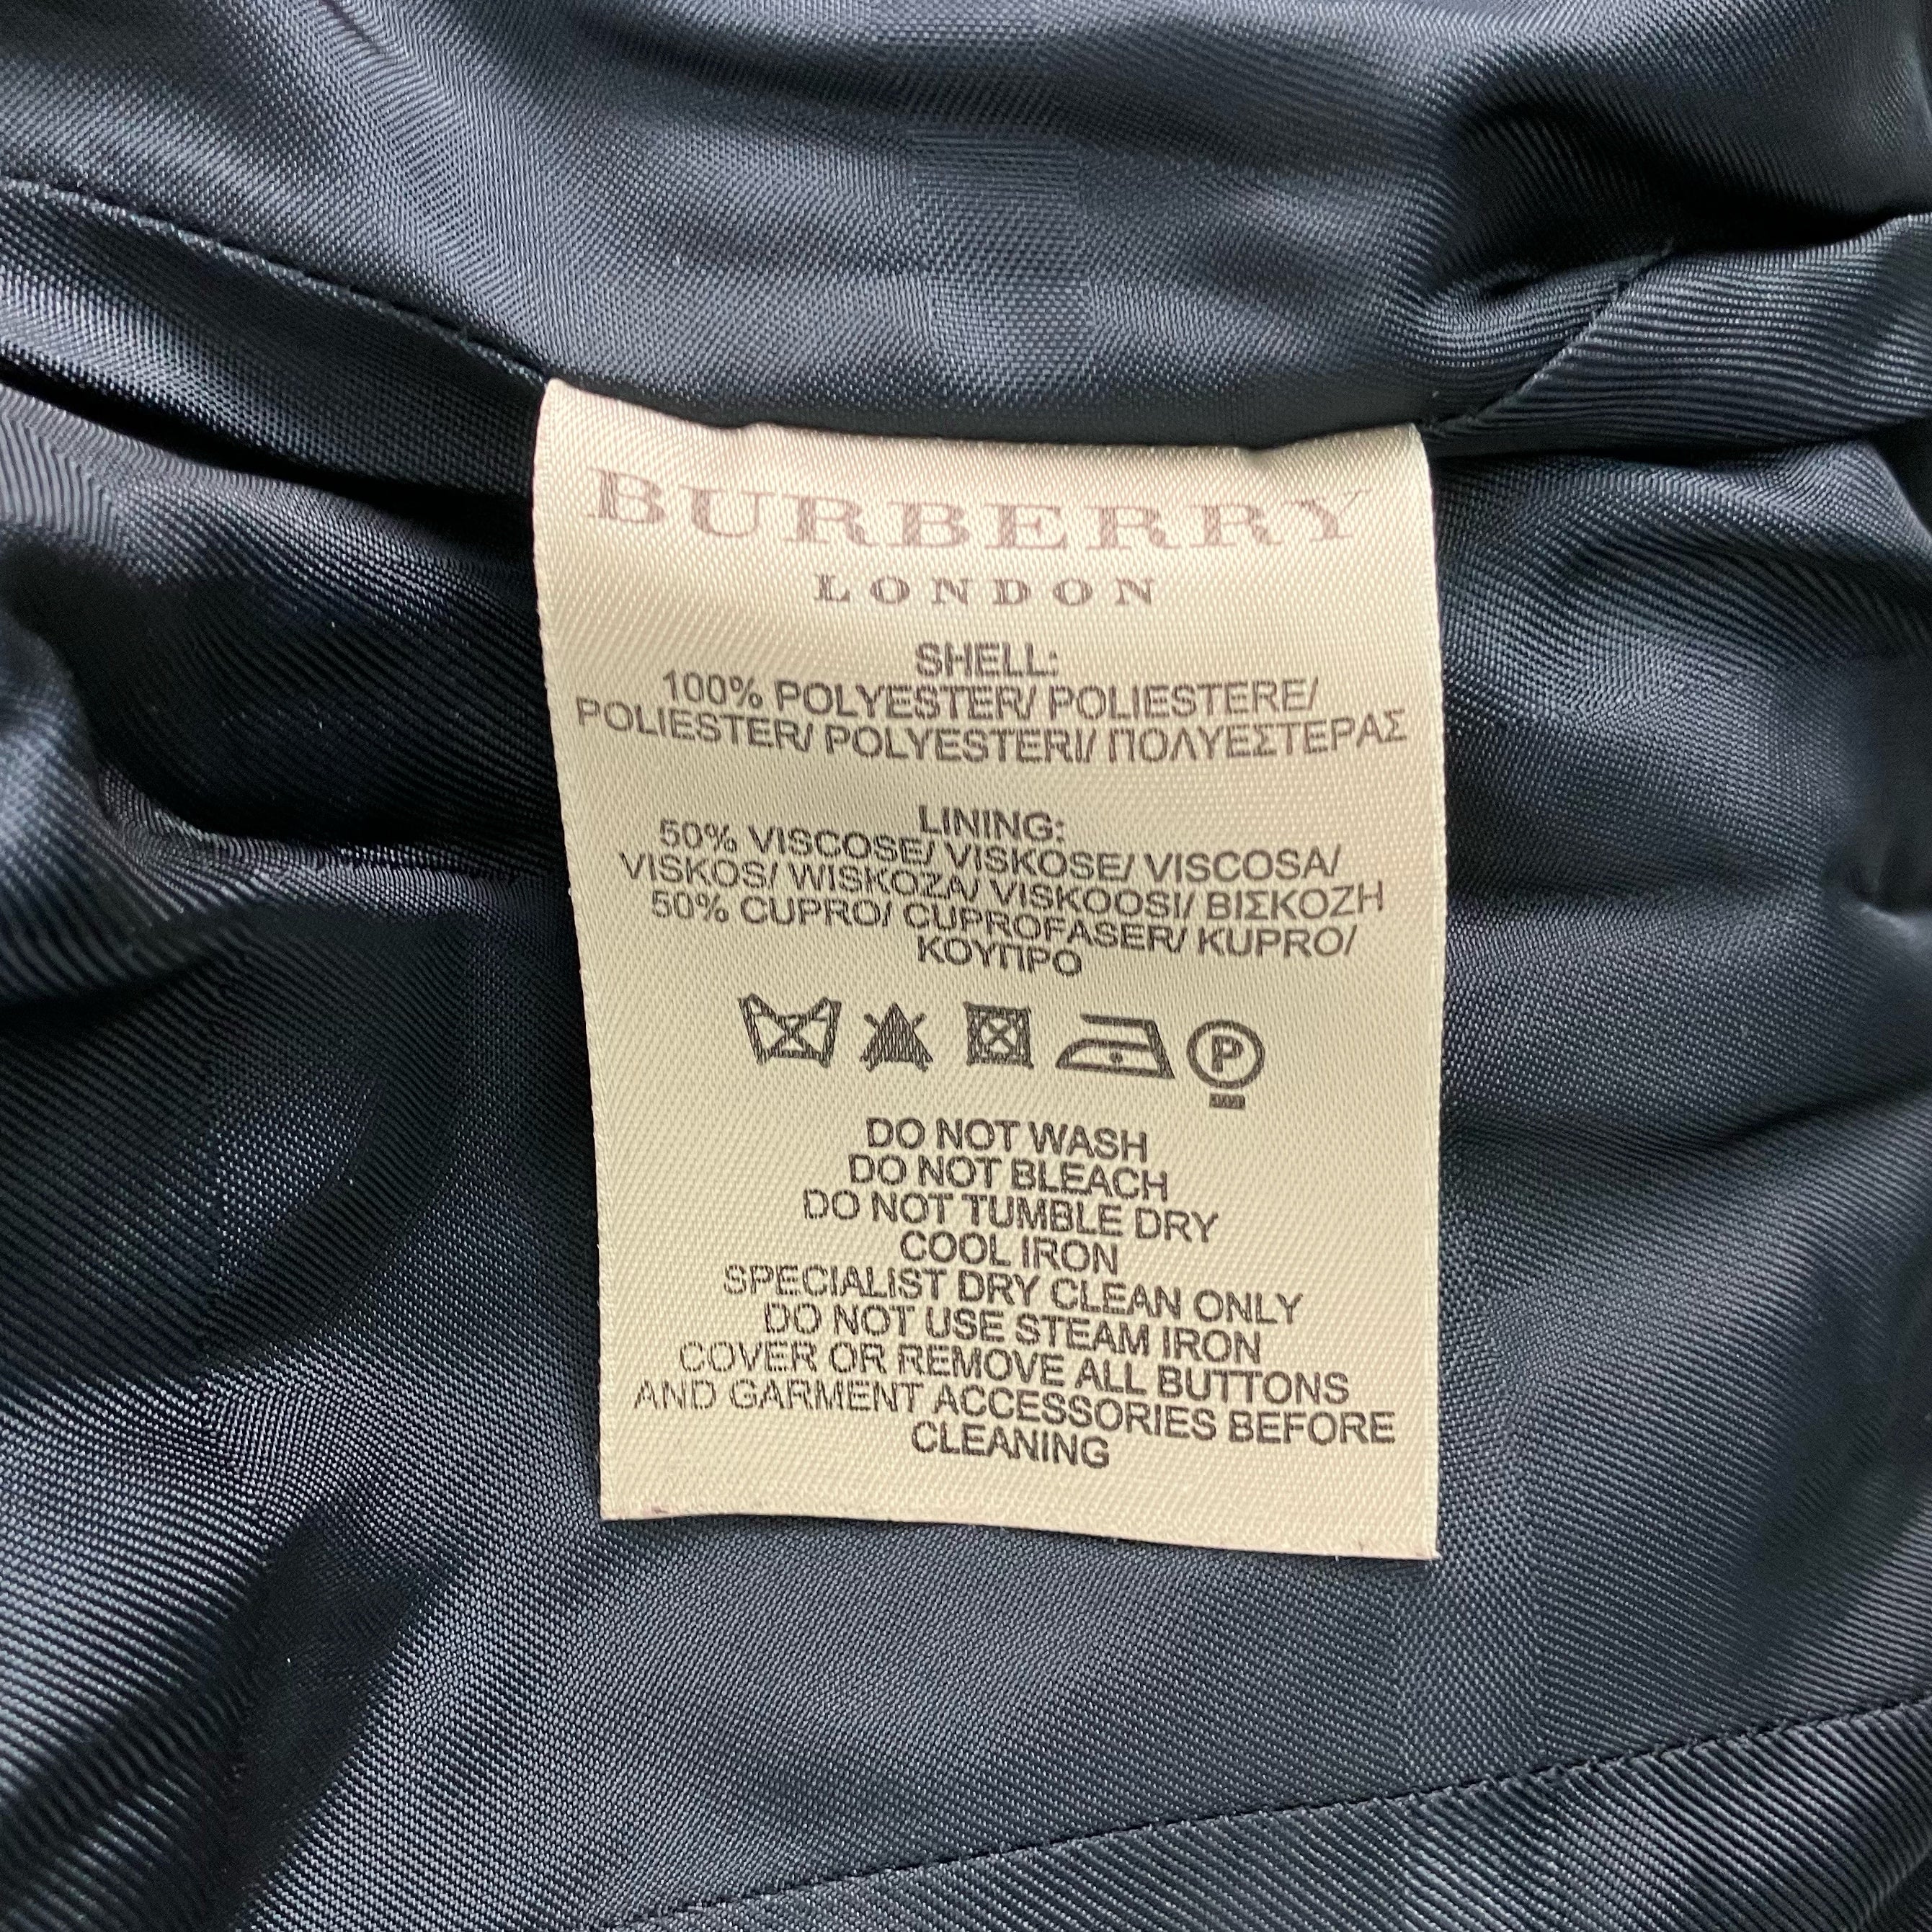 BURBERRY
LONDON
SHELL:
100% POLYESTER/ POLIESTERE/
POLIESTER/ POLYESTERI/ ΠΟΛΥΕΣΤΕΡΑΣ
LINING:
50% VISCOSE/ VISKOSE/ VISCOSA/
VISKOS/ WISKOZA/ VISKOOSI/ ΒΙΣΚΟΖΗ
50% CUPRO/ CUPROFASER/ KUPRO/
ΚΟΥΠΡΟ
P
DO NOT WASH
DO NOT BLEACH
DO NOT TUMBLE DRY
COOL IRON
SPECIALIST DRY CLEAN ONLY
DO NOT USE STEAM IRON
COVER OR REMOVE ALL BUTTONS
AND GARMENT ACCESSORIES BEFORE
CLEANING